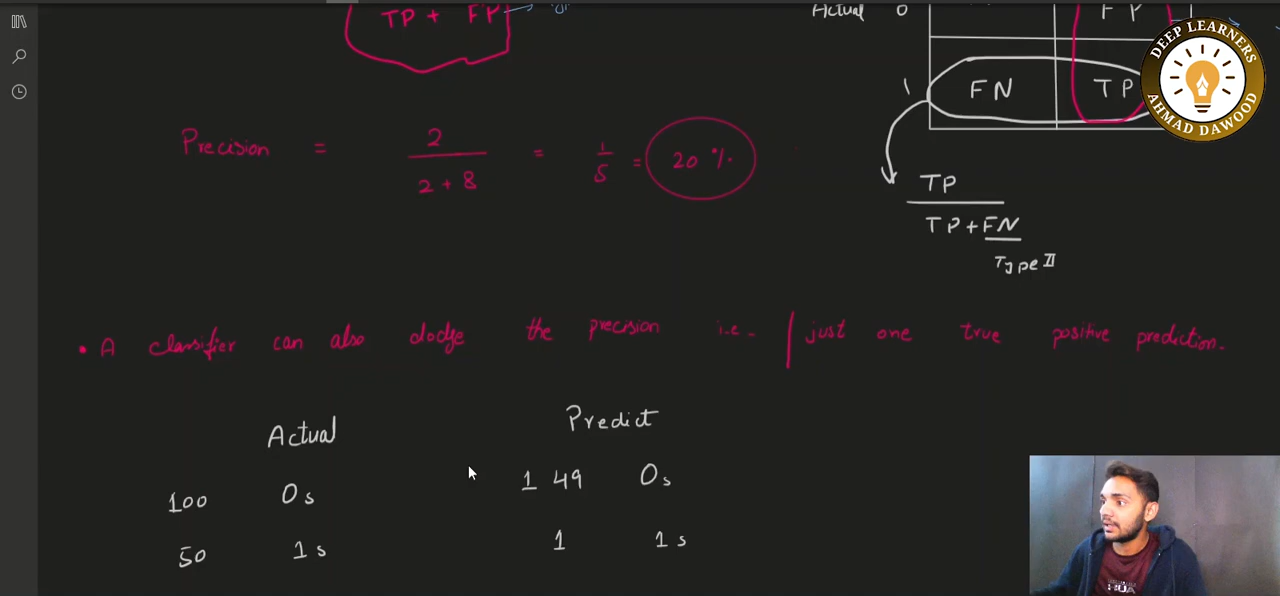 TP + FP
Actual 0 FP
1 FN TP
DEEP LEARNERS
AHMAD DAWOOD
Precision = 2 / 2 + 8 = 1 / 5 = 20 %
TP
TP + FN
Type II
• A classifier can also dodge the precision i.e. just one true positive prediction.
Actual Predict
100 0s 149 0s
50 1s 1 1s